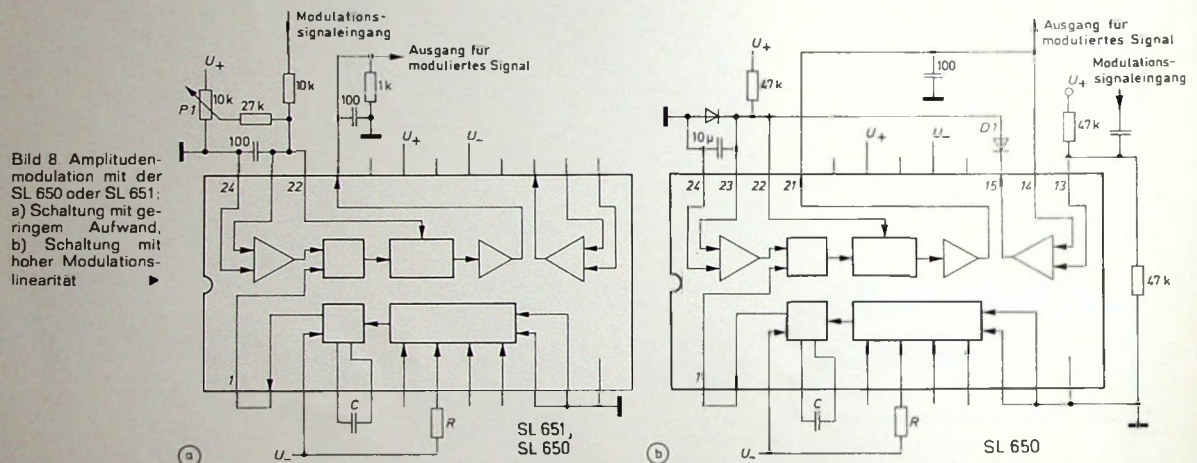 Bild 8. Amplituden-
modulation mit der
SL 650 oder SL 651:
a) Schaltung mit ge-
ringem Aufwand,
b) Schaltung mit
hoher Modulations-
linearität ►
Modulations-
signaleingang
Ausgang für
moduliertes Signal
U+
10k
1k
P1
10k
27k
100
100
U+
U−
24
22
1
C
R
U−
SL 651,
SL 650
a
Ausgang für
moduliertes Signal
Modulations-
signaleingang
U+
47k
100
U+
47k
10µ
U+
U−
D1
24
23
22
21
15
14
13
47k
1
C
R
U−
SL 650
b